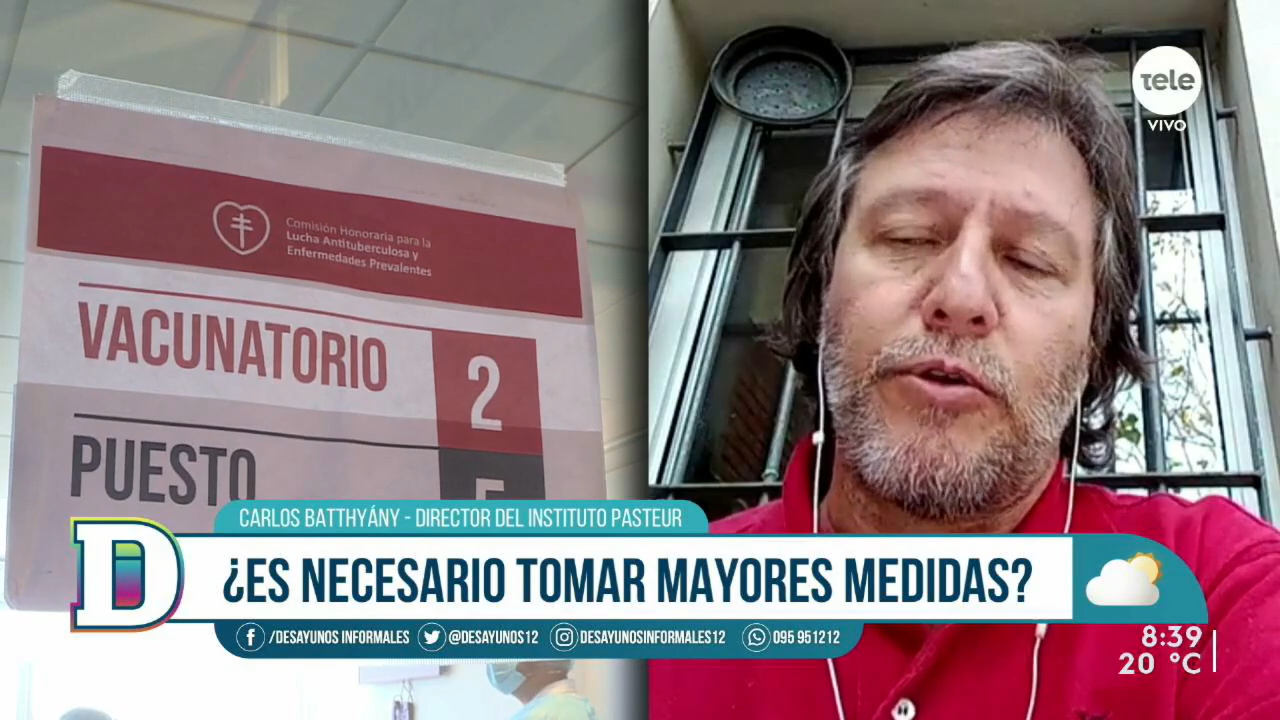 tele
VIVO
Comisión Honoraria para la
Lucha Antituberculosa y
Enfermedades Prevalentes
VACUNATORIO
2
PUESTO
CARLOS BATTHYÁNY - DIRECTOR DEL INSTITUTO PASTEUR
D
¿ES NECESARIO TOMAR MAYORES MEDIDAS?
/DESAYUNOS INFORMALES @DESAYUNOS12 DESAYUNOSINFORMALES12 095 951212
8:39
20 °C